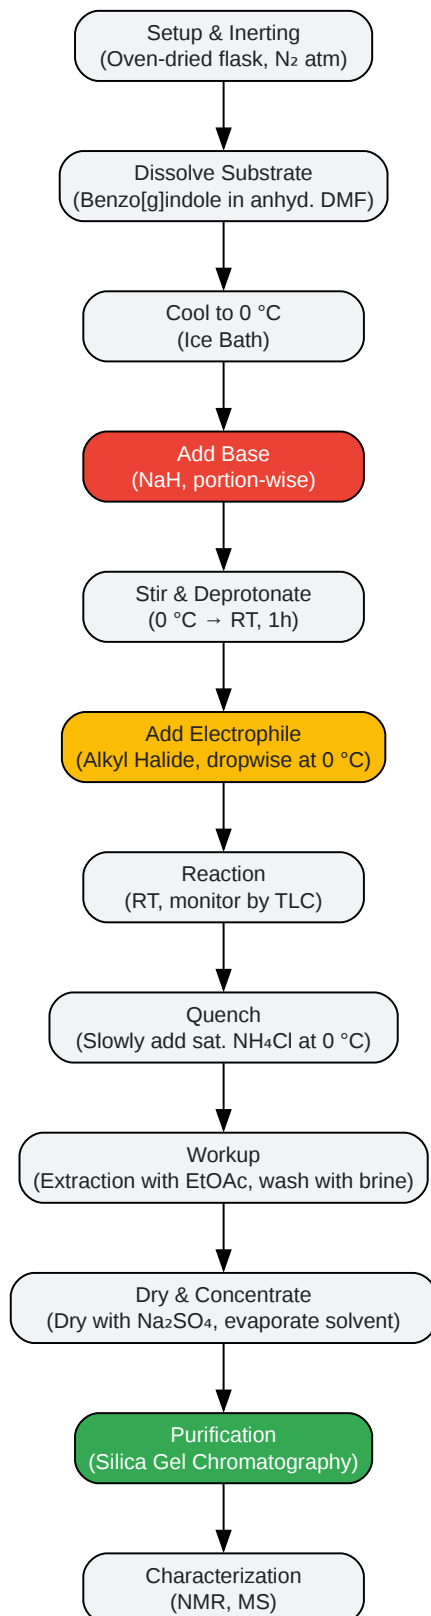 Setup & Inerting
(Oven-dried flask, N₂ atm)
Dissolve Substrate
(Benzo[g]indole in anhyd. DMF)
Cool to 0 °C
(Ice Bath)
Add Base
(NaH, portion-wise)
Stir & Deprotonate
(0 °C → RT, 1h)
Add Electrophile
(Alkyl Halide, dropwise at 0 °C)
Reaction
(RT, monitor by TLC)
Quench
(Slowly add sat. NH₄Cl at 0 °C)
Workup
(Extraction with EtOAc, wash with brine)
Dry & Concentrate
(Dry with Na₂SO₄, evaporate solvent)
Purification
(Silica Gel Chromatography)
Characterization
(NMR, MS)